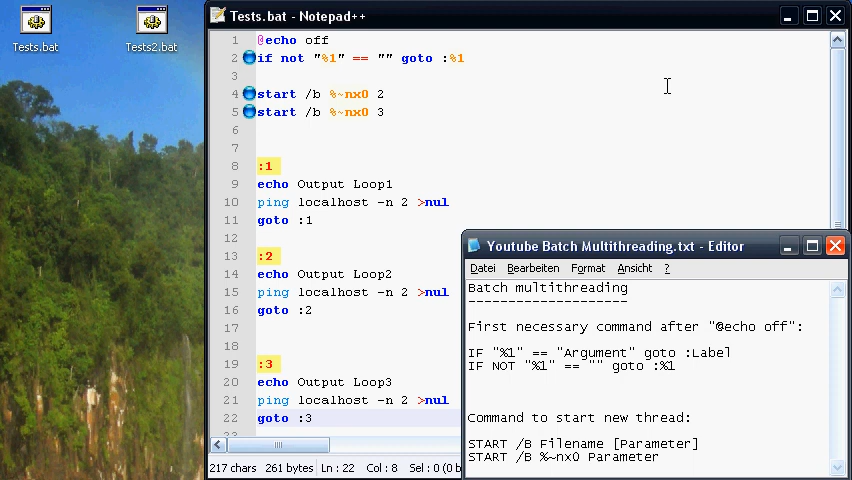 Tests.bat
Tests2.bat
Tests.bat - Notepad++
1 @echo off
2 if not "%1" == "" goto :%1
3
4 start /b %~nx0 2
5 start /b %~nx0 3
6
7
8 :1
9 echo Output Loop1
10 ping localhost -n 2 >nul
11 goto :1
12
13 :2
14 echo Output Loop2
15 ping localhost -n 2 >nul
16 goto :2
17
18
19 :3
20 echo Output Loop3
21 ping localhost -n 2 >nul
22 goto :3
23
217 chars 261 bytes Ln : 22 Col : 8 Sel : 0 (0 b
Youtube Batch Multithreading.txt - Editor
Datei Bearbeiten Format Ansicht ?
Batch multithreading
--------------------
First necessary command after "@echo off":
IF "%1" == "Argument" goto :Label
IF NOT "%1" == "" goto :%1
Command to start new thread:
START /B Filename [Parameter]
START /B %~nx0 Parameter